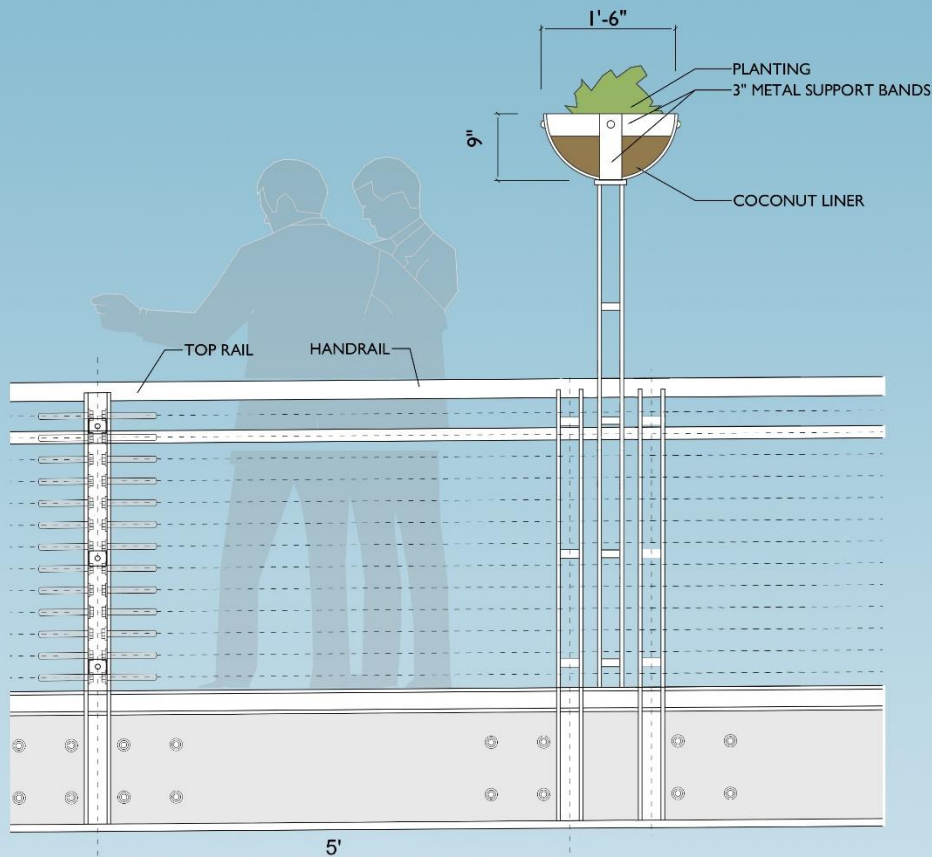 1'-6"
PLANTING
3" METAL SUPPORT BANDS
9"
COCONUT LINER
TOP RAIL
HANDRAIL
5'